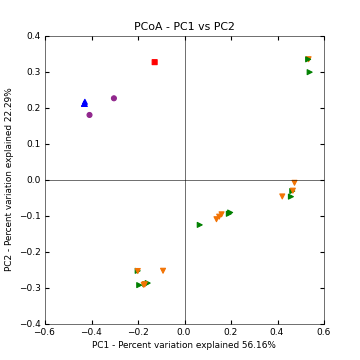 PCoA - PC1 vs PC2
PC2 - Percent variation explained 22.29%
0.4
0.3
0.2
0.1
0.0
−0.1
−0.2
−0.3
−0.4
−0.6 −0.4 −0.2 0.0 0.2 0.4 0.6
PC1 - Percent variation explained 56.16%